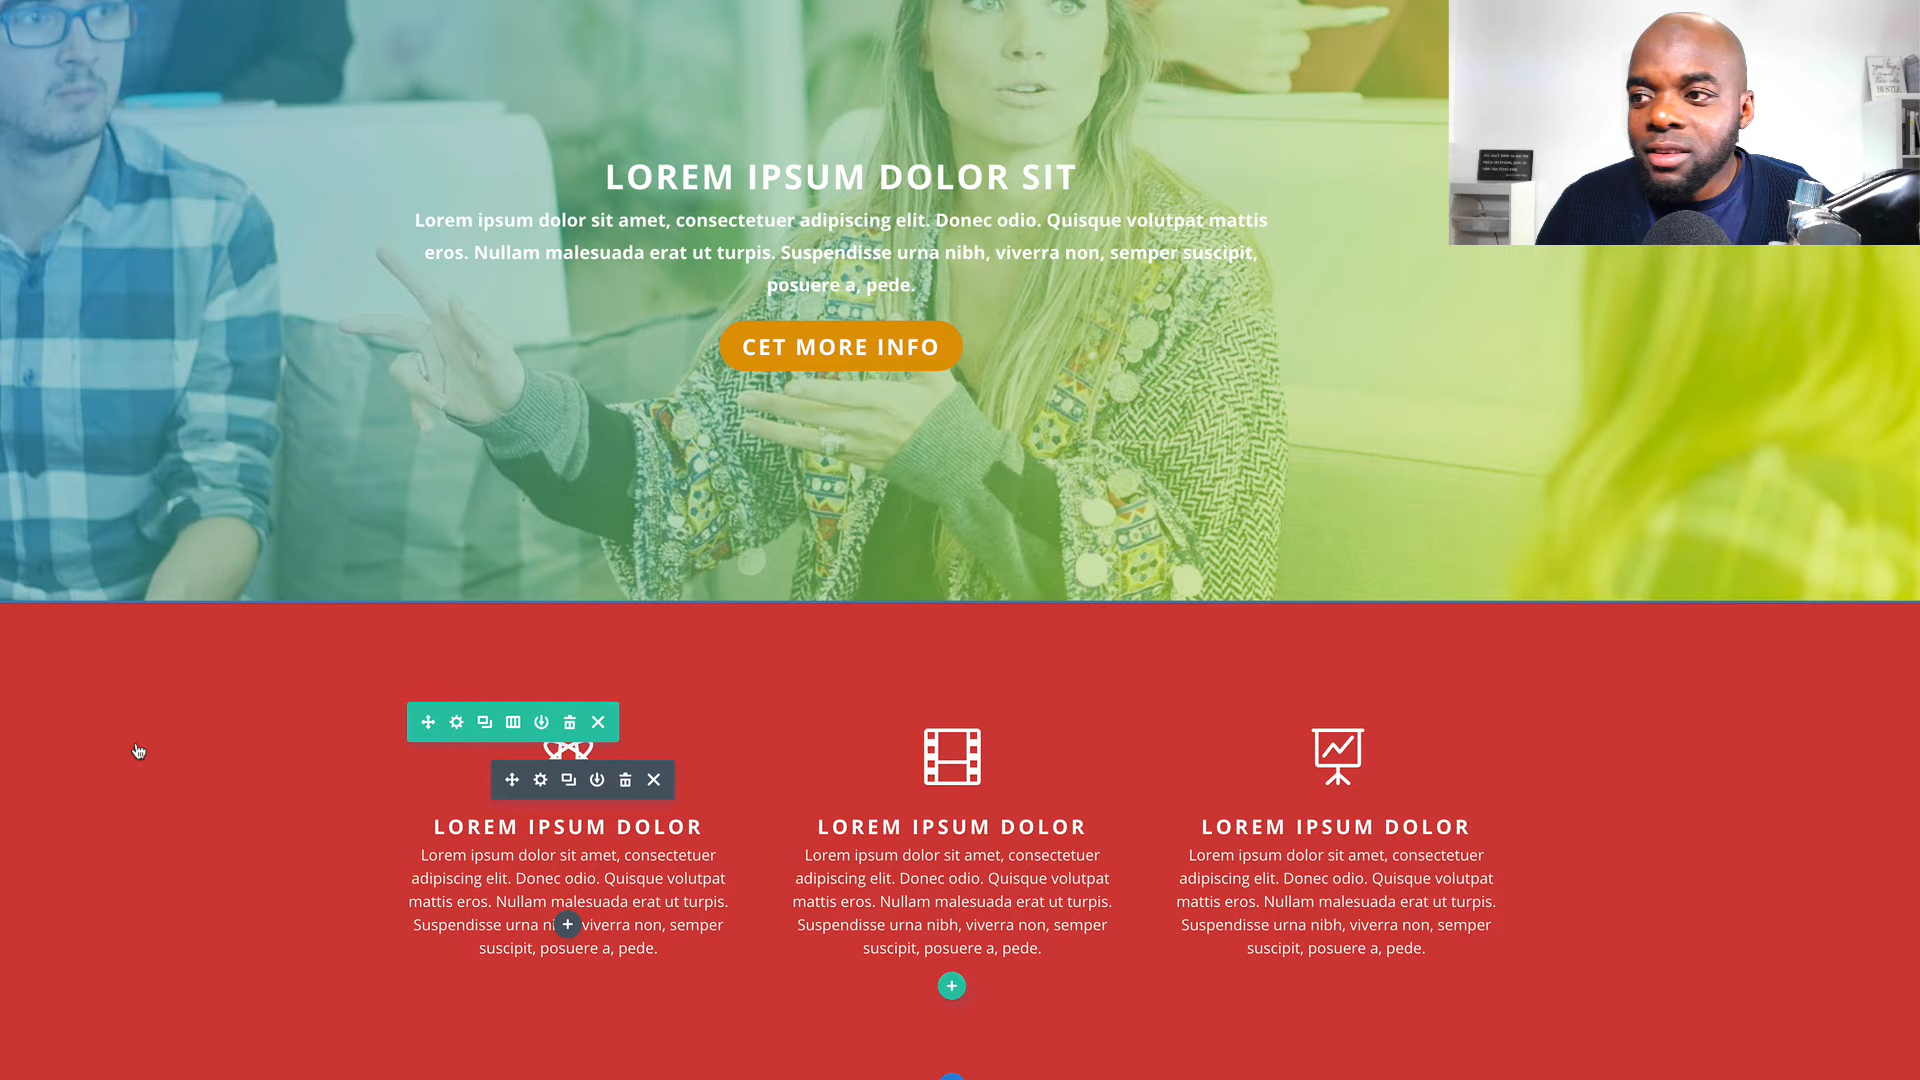 LOREM IPSUM DOLOR SIT
Lorem ipsum dolor sit amet, consectetuer adipiscing elit. Donec odio. Quisque volutpat mattis
eros. Nullam malesuada erat ut turpis. Suspendisse urna nibh, viverra non, semper suscipit,
posuere a, pede.
CET MORE INFO
HUSTLE
LOREM IPSUM DOLOR
Lorem ipsum dolor sit amet, consectetuer
adipiscing elit. Donec odio. Quisque volutpat
mattis eros. Nullam malesuada erat ut turpis.
Suspendisse urna ni viverra non, semper
suscipit, posuere a, pede.
LOREM IPSUM DOLOR
Lorem ipsum dolor sit amet, consectetuer
adipiscing elit. Donec odio. Quisque volutpat
mattis eros. Nullam malesuada erat ut turpis.
Suspendisse urna nibh, viverra non, semper
suscipit, posuere a, pede.
LOREM IPSUM DOLOR
Lorem ipsum dolor sit amet, consectetuer
adipiscing elit. Donec odio. Quisque volutpat
mattis eros. Nullam malesuada erat ut turpis.
Suspendisse urna nibh, viverra non, semper
suscipit, posuere a, pede.